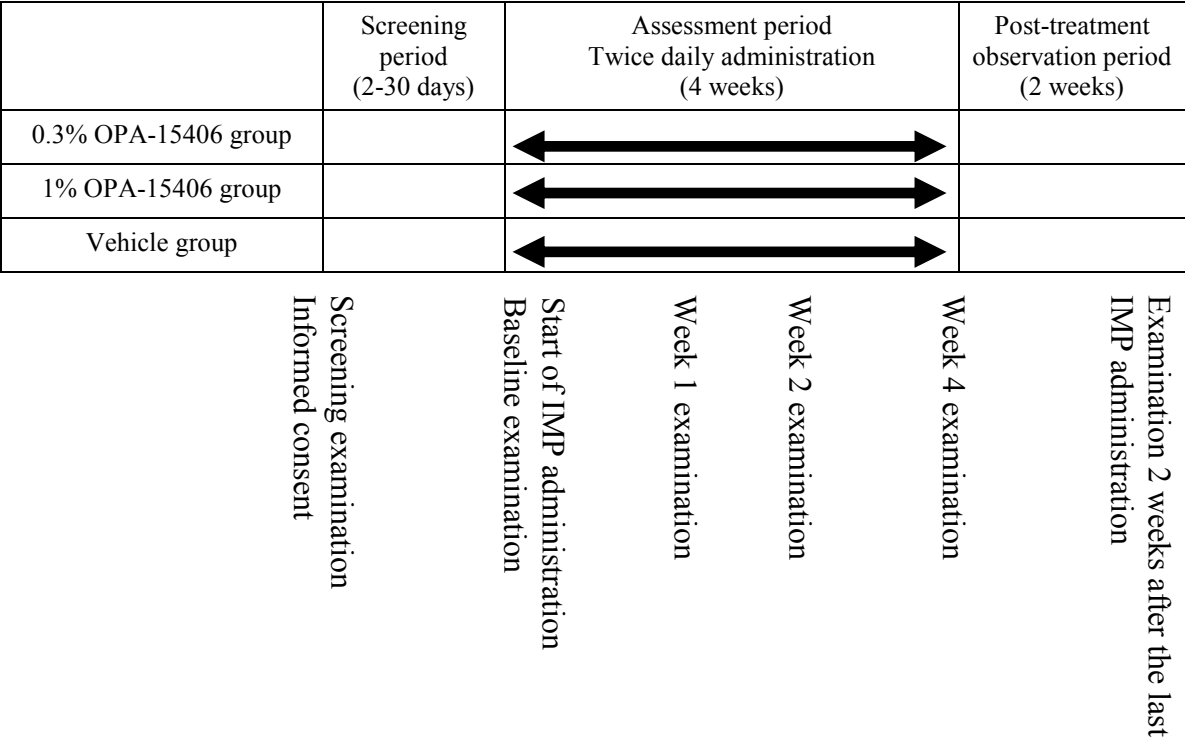 Screening
period
(2-30 days)
Assessment period
Twice daily administration
(4 weeks)
Post-treatment
observation period
(2 weeks)
0.3% OPA-15406 group
1% OPA-15406 group
Vehicle group
Screening examination
Informed consent
Start of IMP administration
Baseline examination
Week 1 examination
Week 2 examination
Week 4 examination
Examination 2 weeks after the last
IMP administration